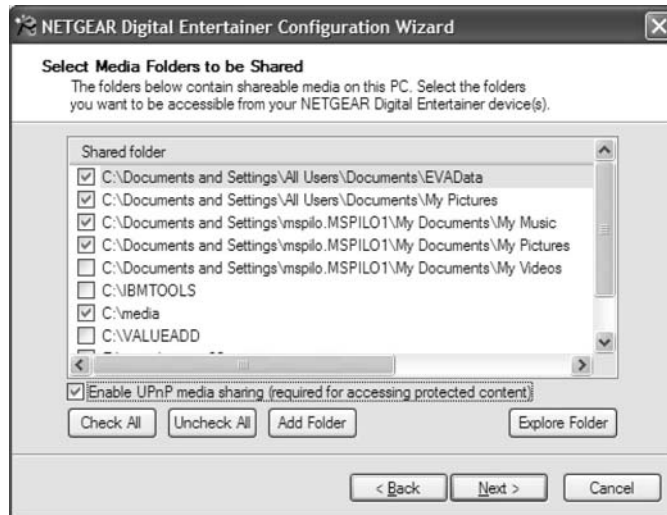 NETGEAR Digital Entertainer Configuration Wizard
Select Media Folders to be Shared
The folders below contain shareable media on this PC. Select the folders
you want to be accessible from your NETGEAR Digital Entertainer device(s).
Shared folder
C:\Documents and Settings\All Users\Documents\EVAData
C:\Documents and Settings\All Users\Documents\My Pictures
C:\Documents and Settings\mspilo.MSPILO1\My Documents\My Music
C:\Documents and Settings\mspilo.MSPILO1\My Documents\My Pictures
C:\Documents and Settings\mspilo.MSPILO1\My Documents\My Videos
C:\IBMTOOLS
C:\media
C:\VALUEADD
Enable UPnP media sharing (required for accessing protected content)
Check All Uncheck All Add Folder Explore Folder
< Back Next > Cancel